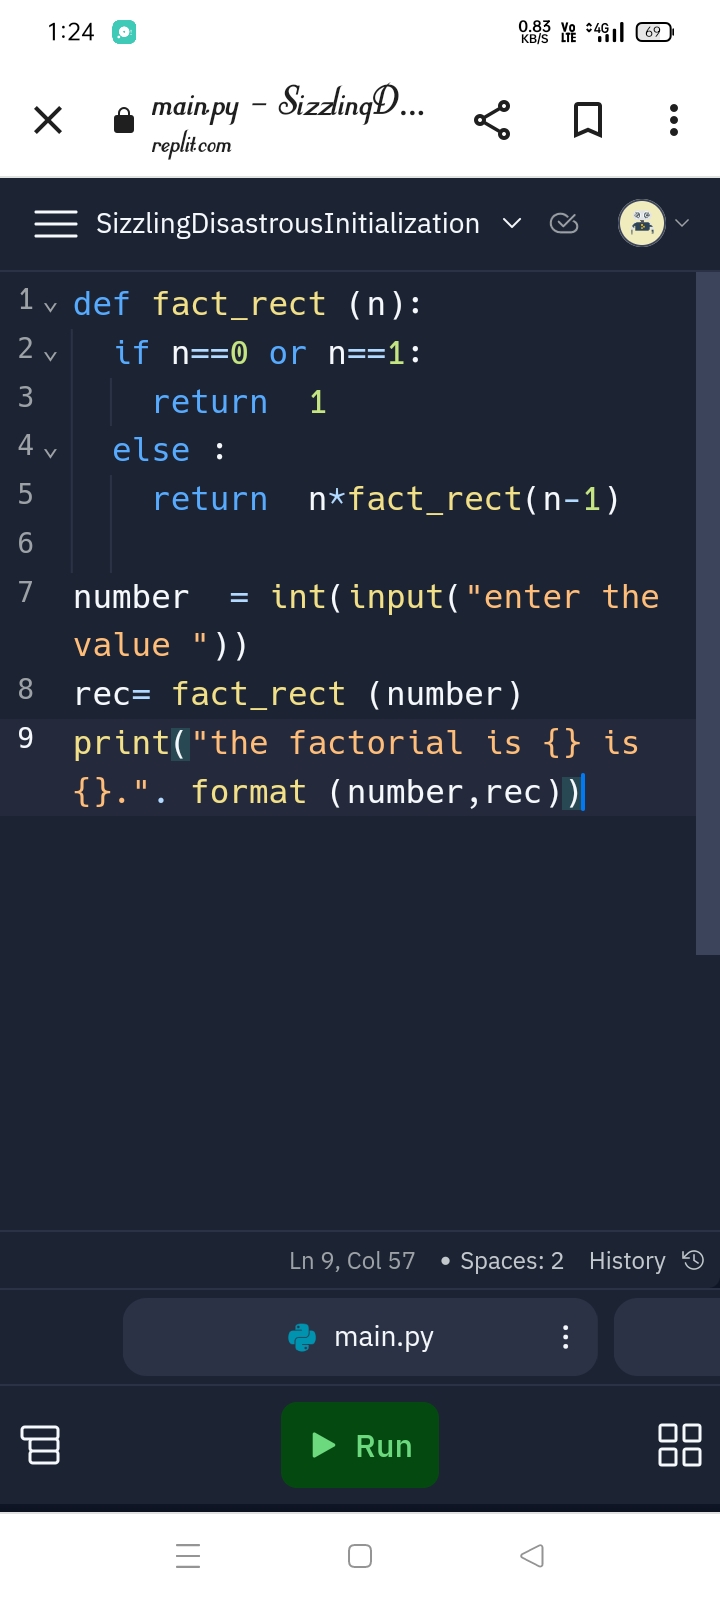 1:24
0.83 KB/S Vo LTE 4G 69
main.py – SizzlingD...
replit.com
SizzlingDisastrousInitialization
1 def fact_rect (n):
2 if n==0 or n==1:
3 return  1
4 else :
5 return  n*fact_rect(n-1)
6
7 number  = int(input("enter the
value "))
8 rec= fact_rect (number)
9 print("the factorial is {} is
{}.". format (number,rec))
Ln 9, Col 57 • Spaces: 2 History
main.py
Run